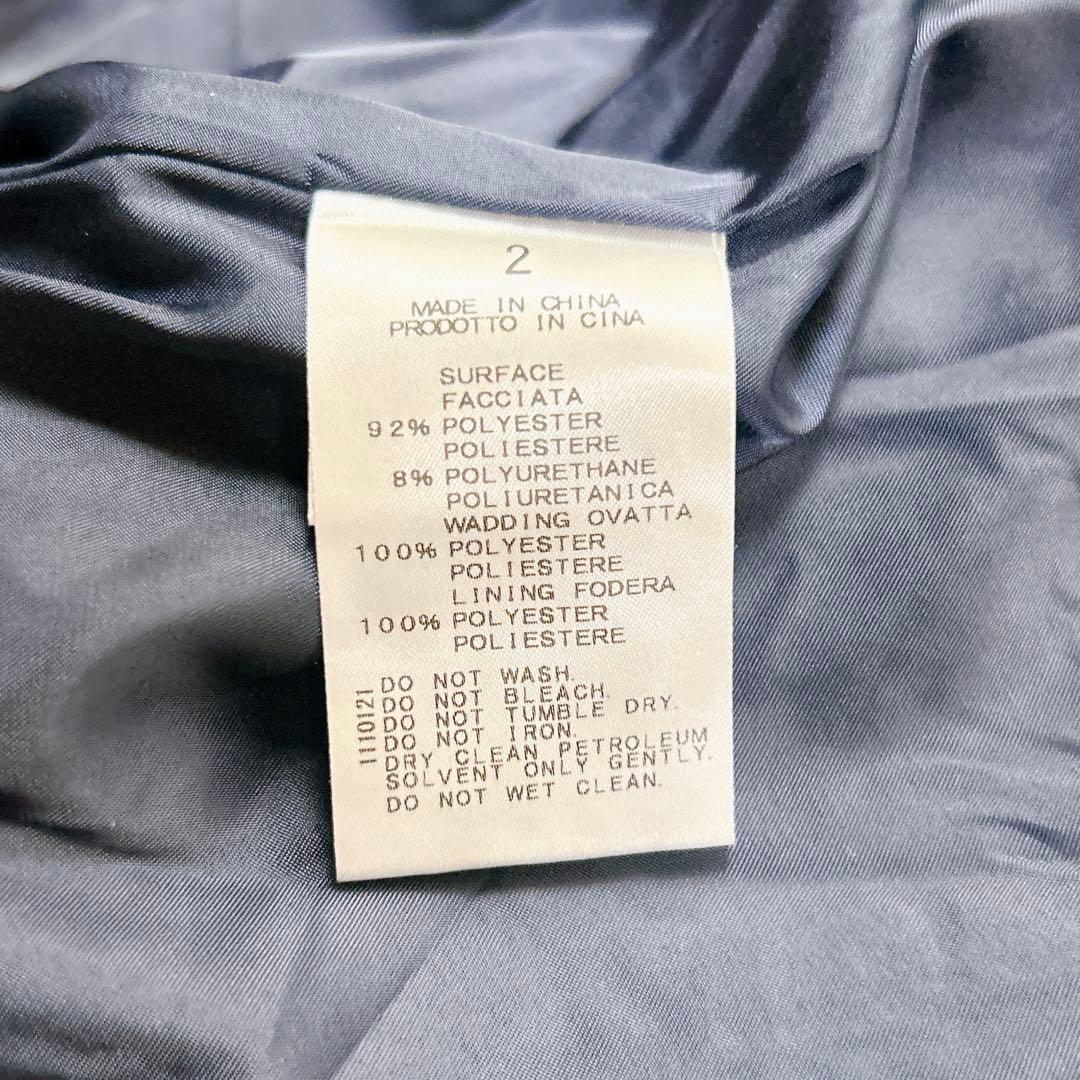 2
MADE IN CHINA
PRODOTTO IN CINA
SURFACE
FACCIATA
92% POLYESTER
POLIESTERE
8% POLYURETHANE
POLIURETANICA
WADDING OVATTA
100% POLYESTER
POLIESTERE
LINING FODERA
100% POLYESTER
POLIESTERE
DO NOT WASH.
DO NOT BLEACH.
DO NOT TUMBLE DRY.
DO NOT IRON.
DRY CLEAN PETROLEUM
SOLVENT ONLY GENTLY.
DO NOT WET CLEAN.
1110121